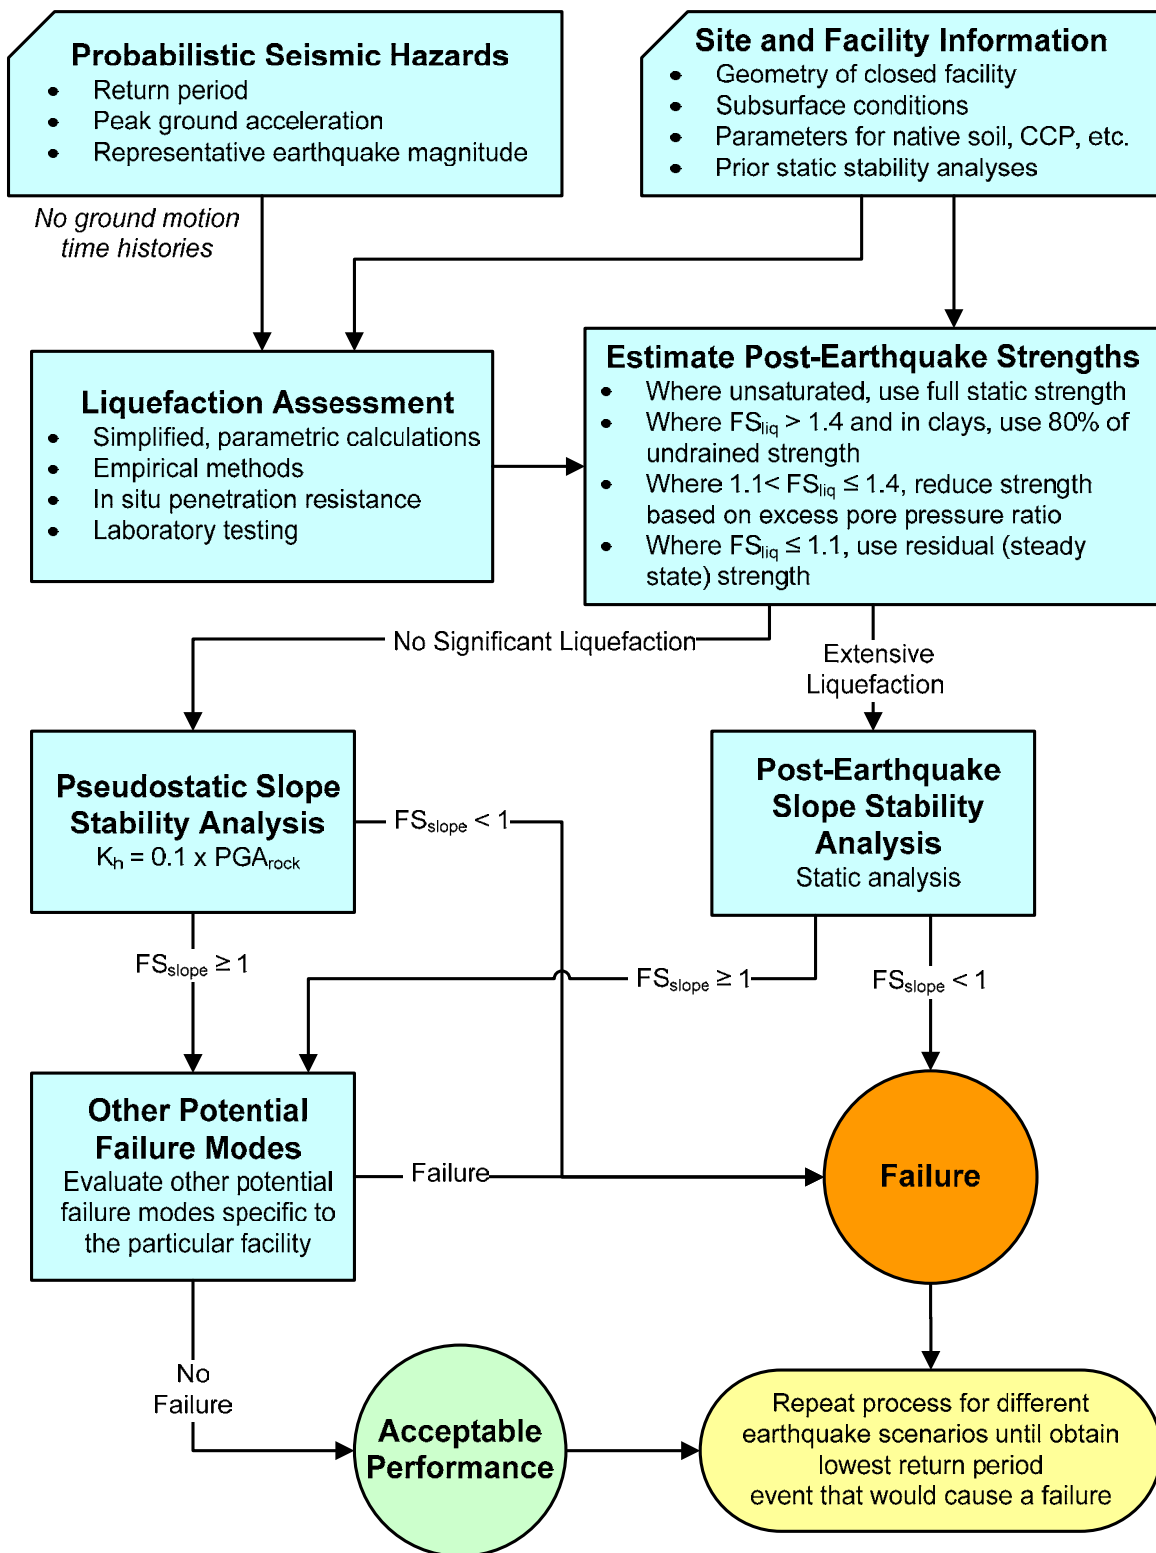 Probabilistic Seismic Hazards
• Return period
• Peak ground acceleration
• Representative earthquake magnitude
Site and Facility Information
• Geometry of closed facility
• Subsurface conditions
• Parameters for native soil, CCP, etc.
• Prior static stability analyses
No ground motion
time histories
Liquefaction Assessment
• Simplified, parametric calculations
• Empirical methods
• In situ penetration resistance
• Laboratory testing
Estimate Post-Earthquake Strengths
• Where unsaturated, use full static strength
• Where FSliq > 1.4 and in clays, use 80% of
undrained strength
• Where 1.1< FSliq ≤ 1.4, reduce strength
based on excess pore pressure ratio
• Where FSliq ≤ 1.1, use residual (steady
state) strength
No Significant Liquefaction
Extensive
Liquefaction
Pseudostatic Slope
Stability Analysis
Kh = 0.1 x PGArock
FSslope < 1
Post-Earthquake
Slope Stability
Analysis
Static analysis
FSslope ≥ 1
FSslope ≥ 1
FSslope < 1
Other Potential
Failure Modes
Evaluate other potential
failure modes specific to
the particular facility
Failure
Failure
No
Failure
Acceptable
Performance
Repeat process for different
earthquake scenarios until obtain
lowest return period
event that would cause a failure